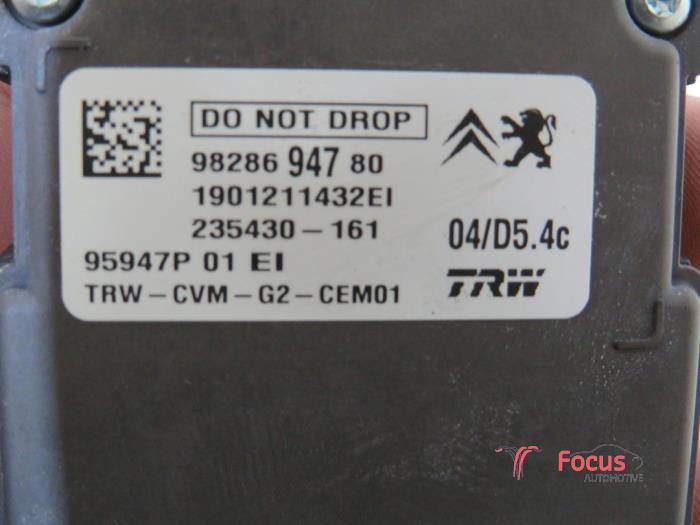 DO NOT DROP
98286 947 80
1901211432EI
235430-161
04/D5.4c
95947P 01 EI
TRW-CVM-G2-CEM01
TRW
Focus
AUTOMOTIVE